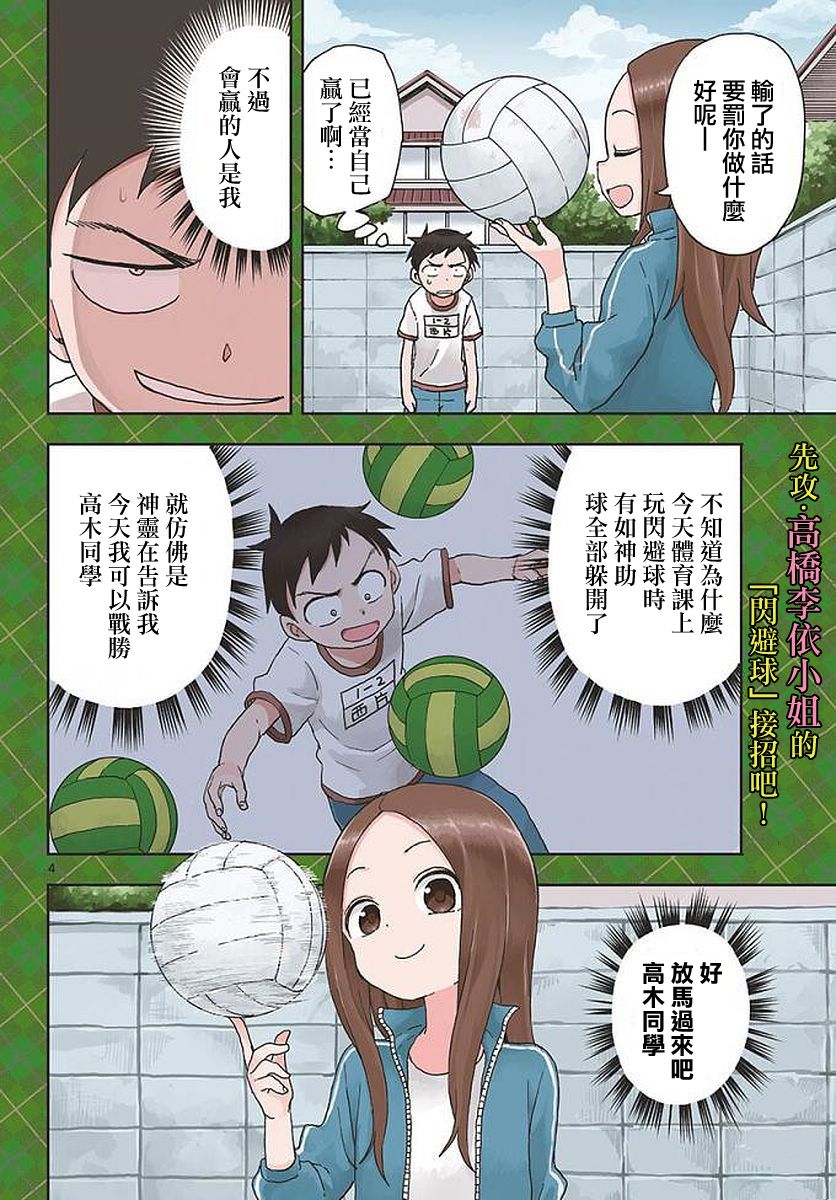 輸了的話
要罰你做什麼
好呢ー
已經當自己
贏了啊…
1-2
西片
不過
會贏的人是我
先攻·高橋李依小姐的
「閃避球」接招吧！
不知道為什麼
今天體育課上
玩閃避球時
有如神助
球全部躲開了
就仿佛是
神靈在告訴我
今天我可以戰勝
高木同學
1-2
西片
4
好
放馬過來吧
高木同學